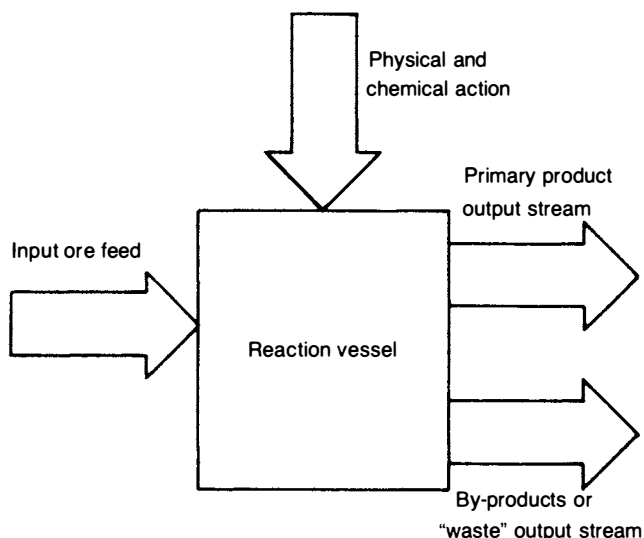 Physical and
chemical action
Primary product
output stream
Input ore feed
Reaction vessel
By-products or
"waste" output stream